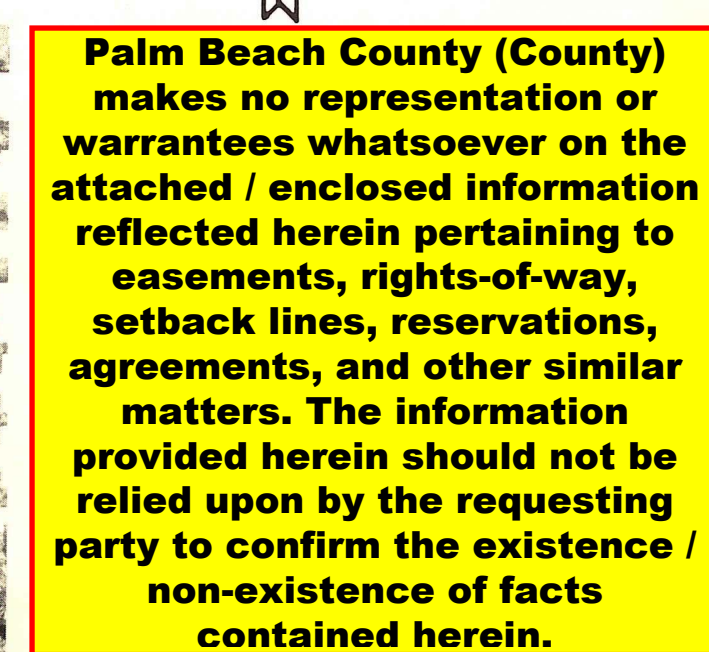 Palm Beach County (County)
makes no representation or
warrantees whatsoever on the
attached / enclosed information
reflected herein pertaining to
easements, rights-of-way,
setback lines, reservations,
agreements, and other similar
matters. The information
provided herein should not be
relied upon by the requesting
party to confirm the existence /
non-existence of facts
contained herein.